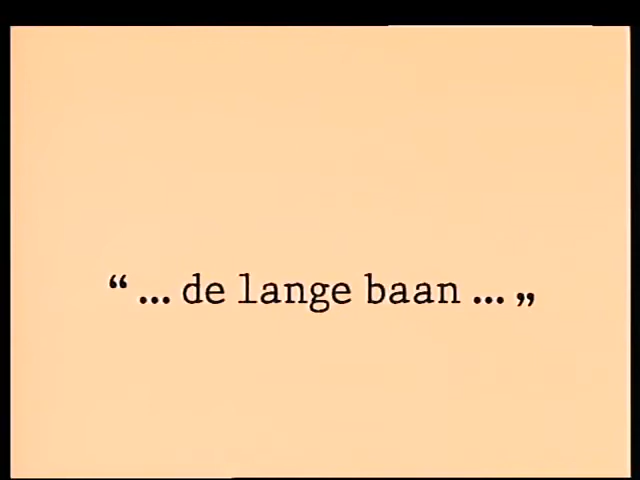 “ ... de lange baan ... „